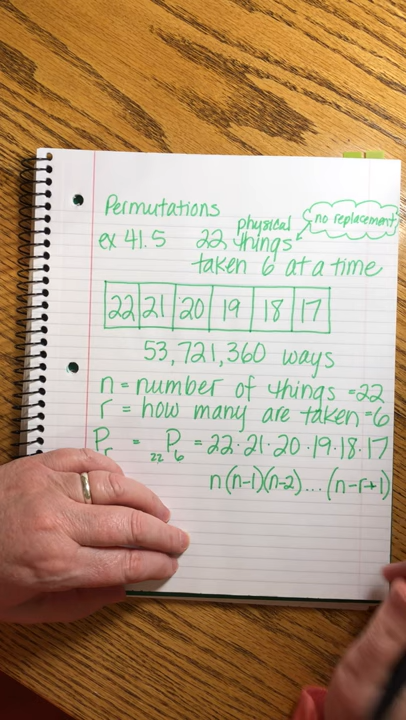 Permutations
physical
no replacement
ex 41.5 22 things
taken 6 at a time
22 21 20 19 18 17
53,721,360 ways
n = number of things = 22
r = how many are taken = 6
P = 22P6 = 22·21·20·19·18·17
n(n-1)(n-2)...(n-r+1)